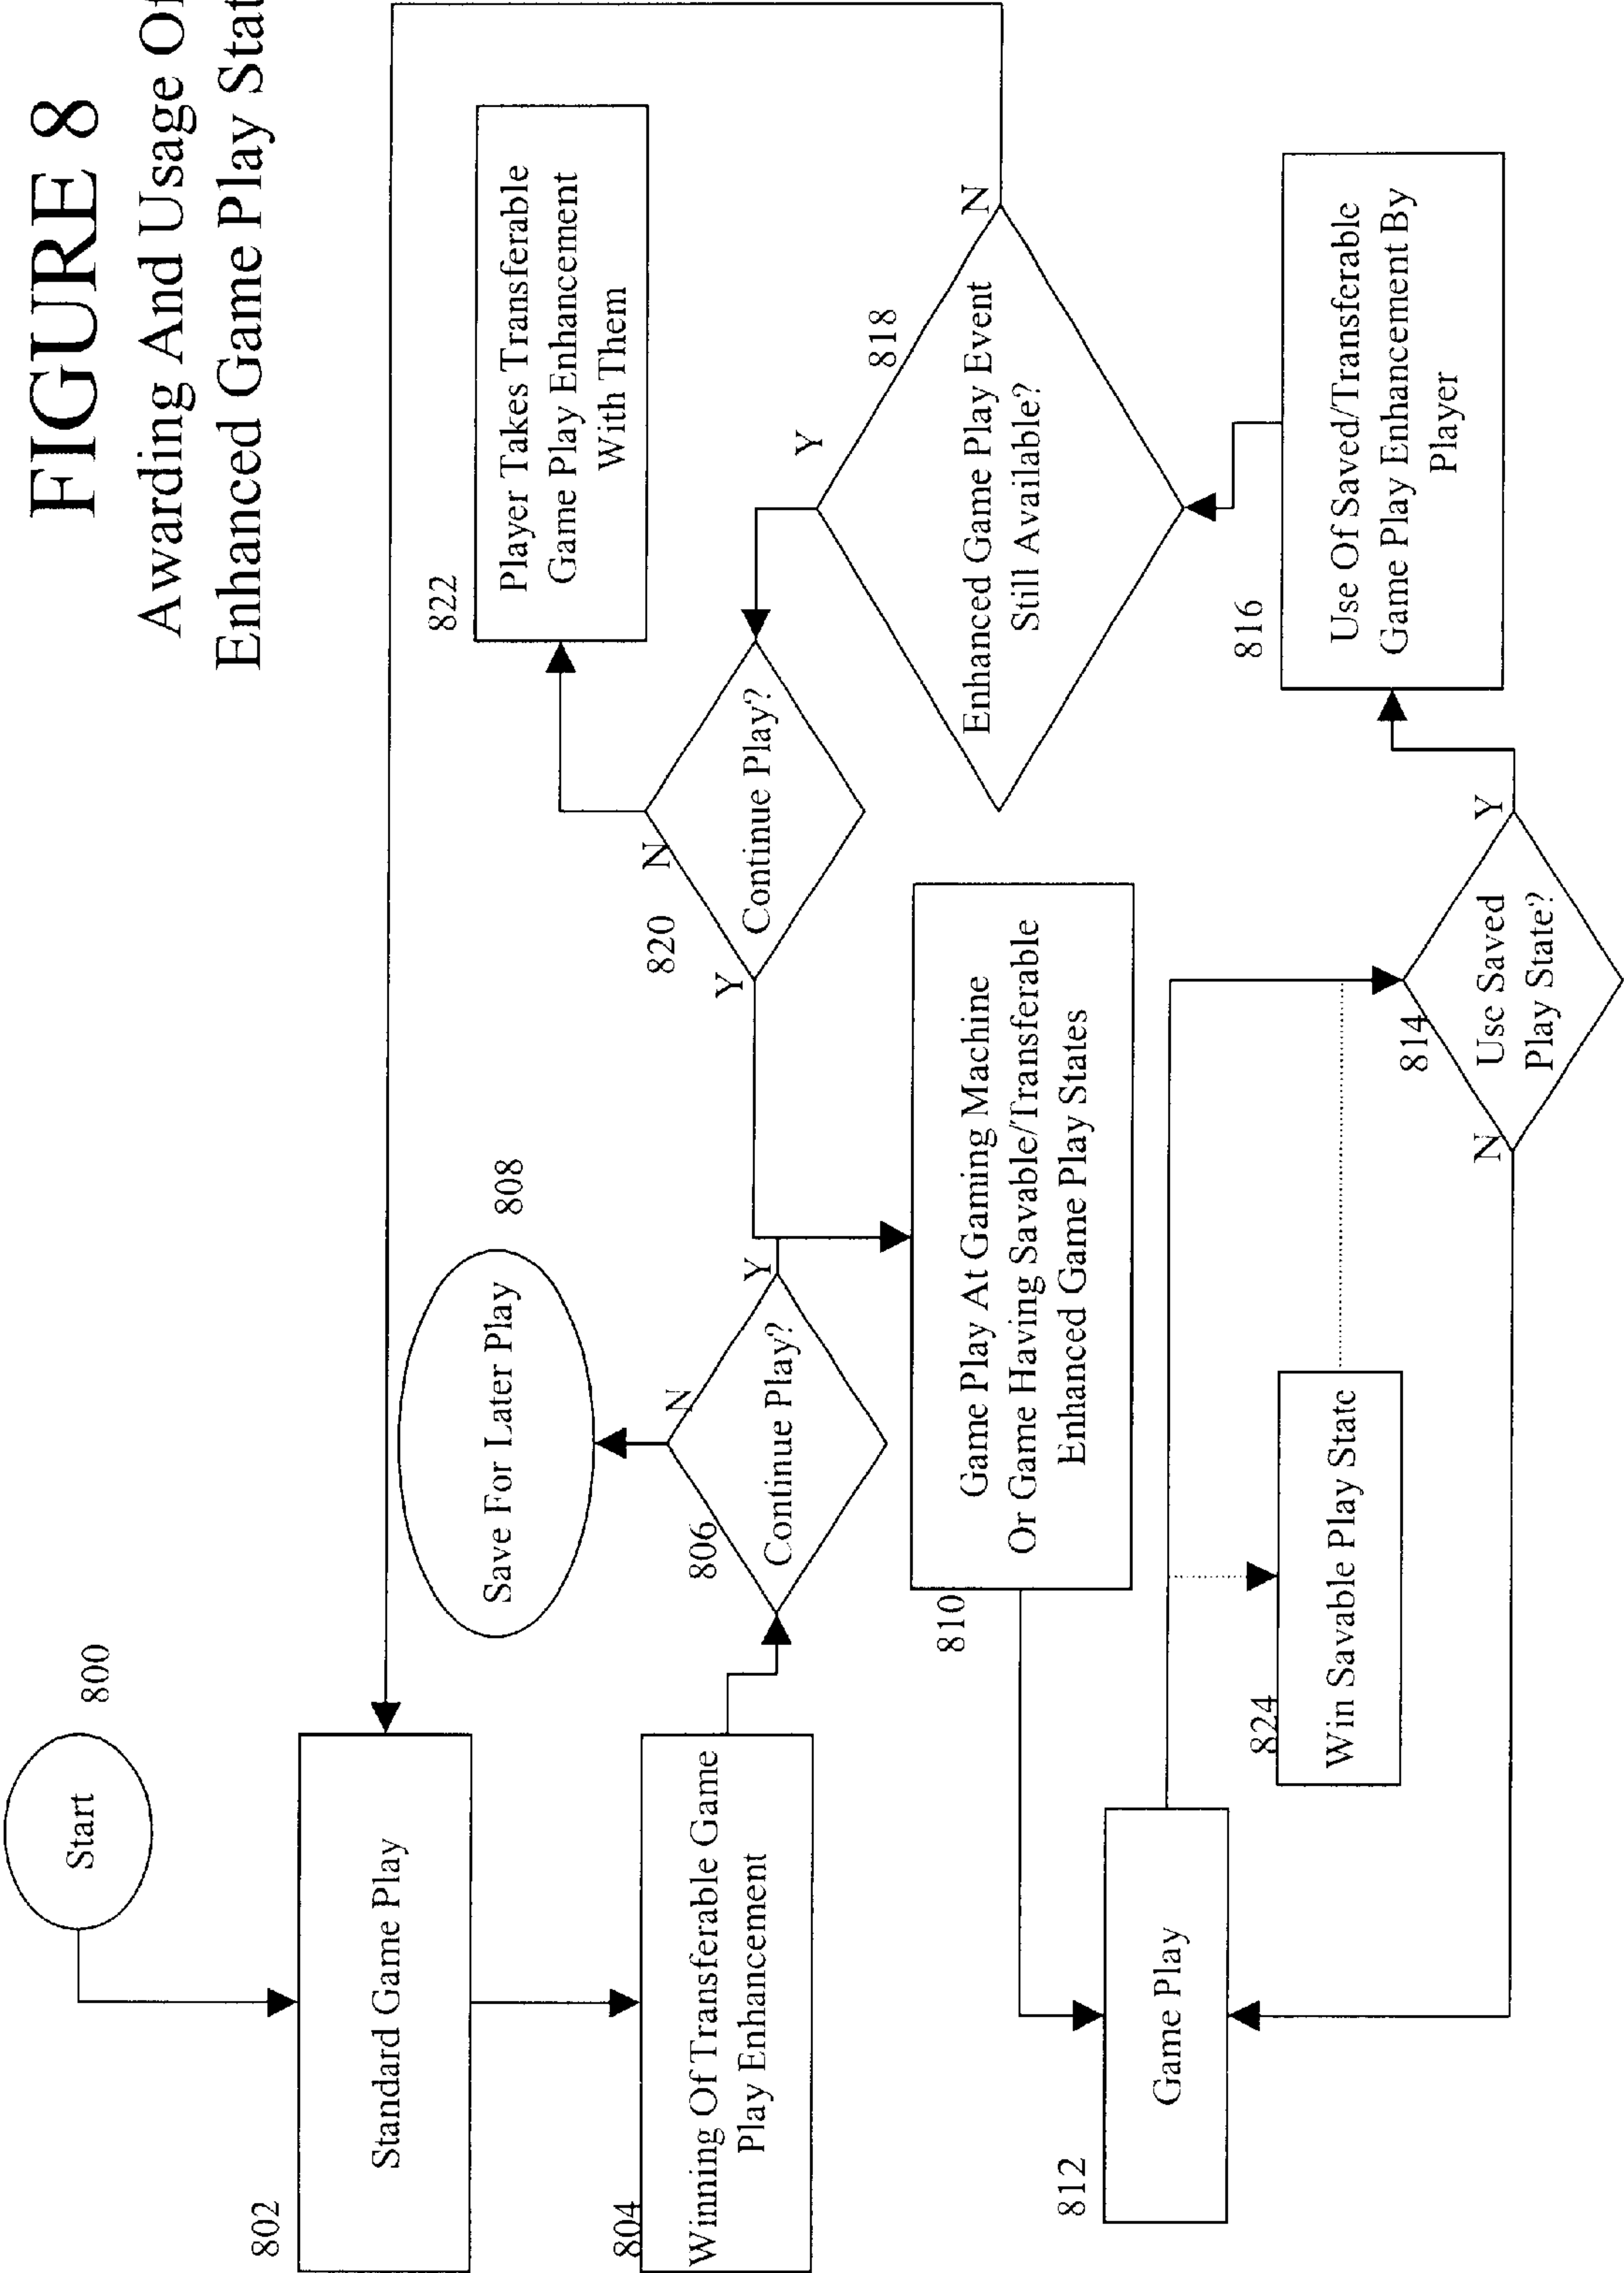 FIGURE 8
Awarding And Usage Of
Enhanced Game Play Stat
Start
800
802
Standard Game Play
804
Winning Of Transferable Game
Play Enhancement
806
Continue Play?
N
Y
Save For Later Play
808
810
Game Play At Gaming Machine
Or Game Having Savable/Transferable
Enhanced Game Play States
812
Game Play
824
Win Savable Play State
814
Use Saved
Play State?
N
Y
816
Use Of Saved/Transferable
Game Play Enhancement By
Player
818
Enhanced Game Play Event
Still Available?
Y
N
820
Continue Play?
Y
N
822
Player Takes Transferable
Game Play Enhancement
With Them